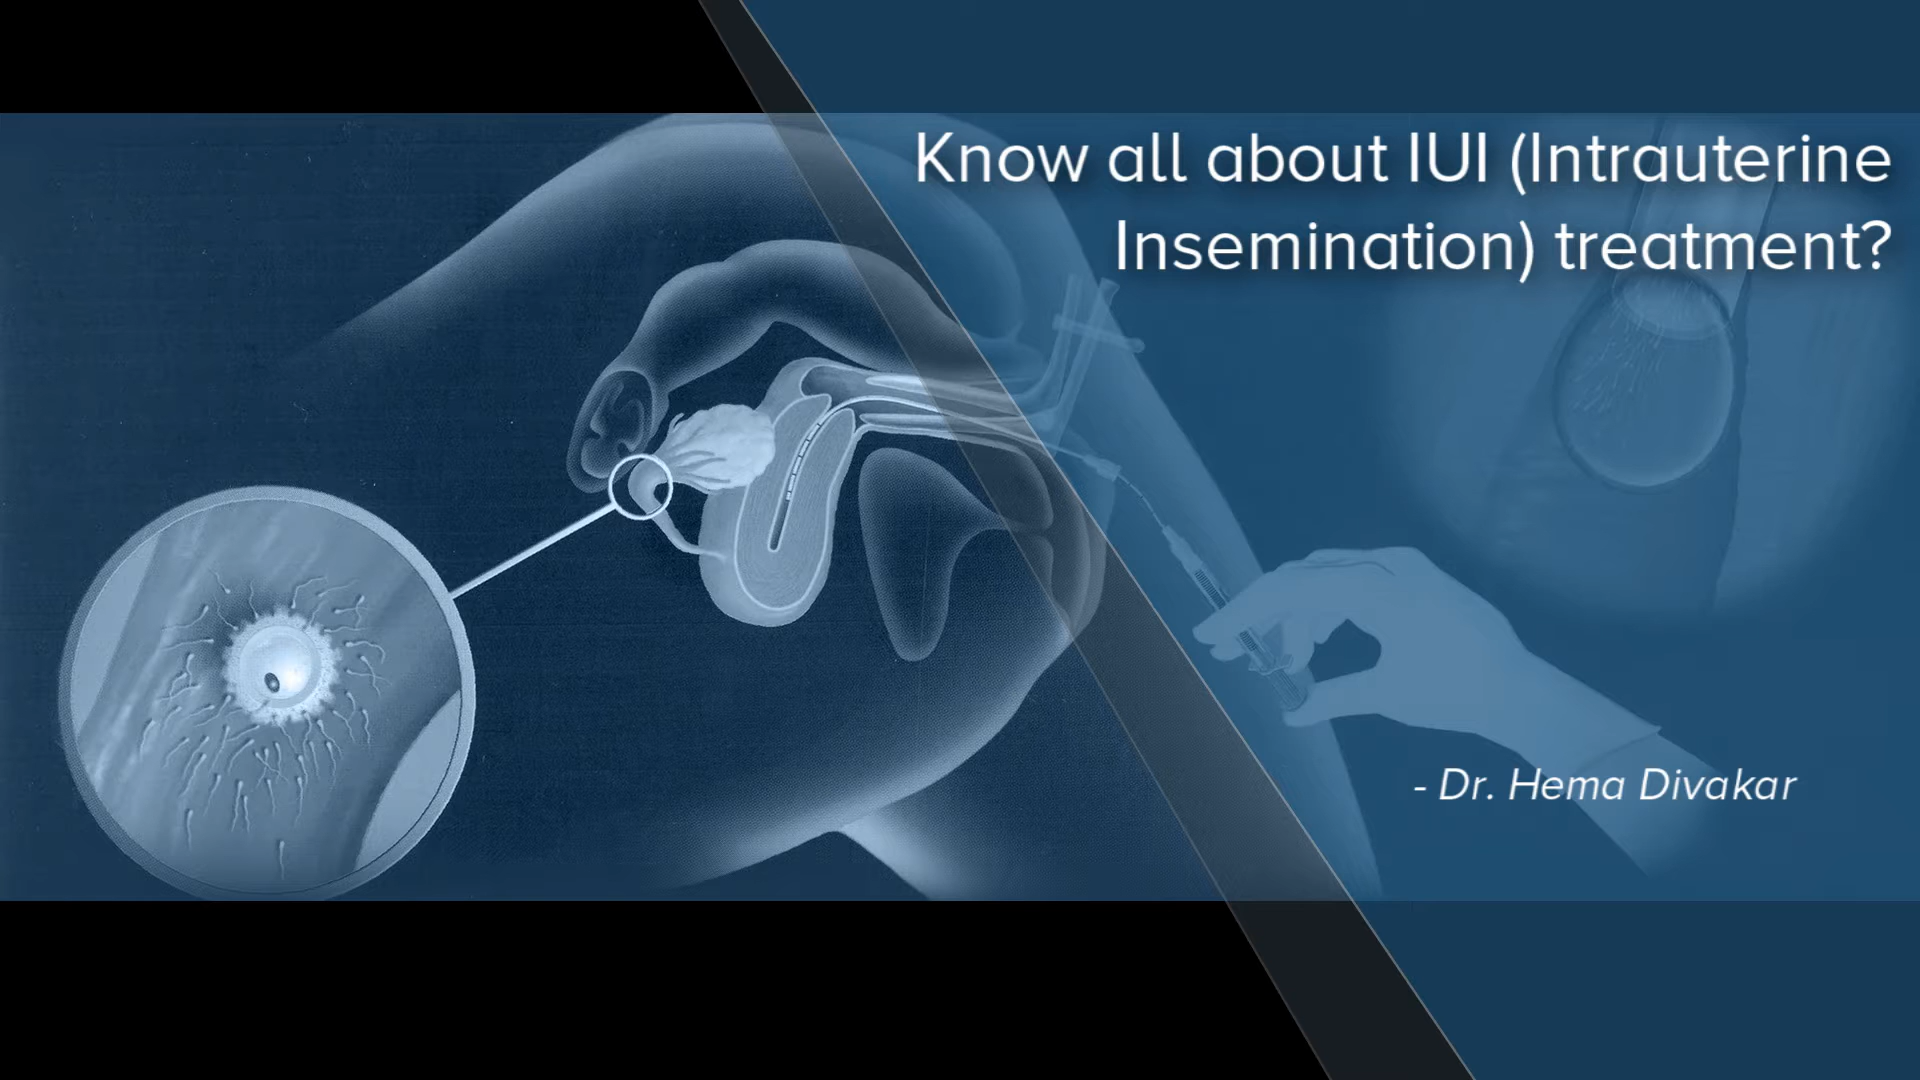 Know all about IUI (Intrauterine
Insemination) treatment?
- Dr. Hema Divakar